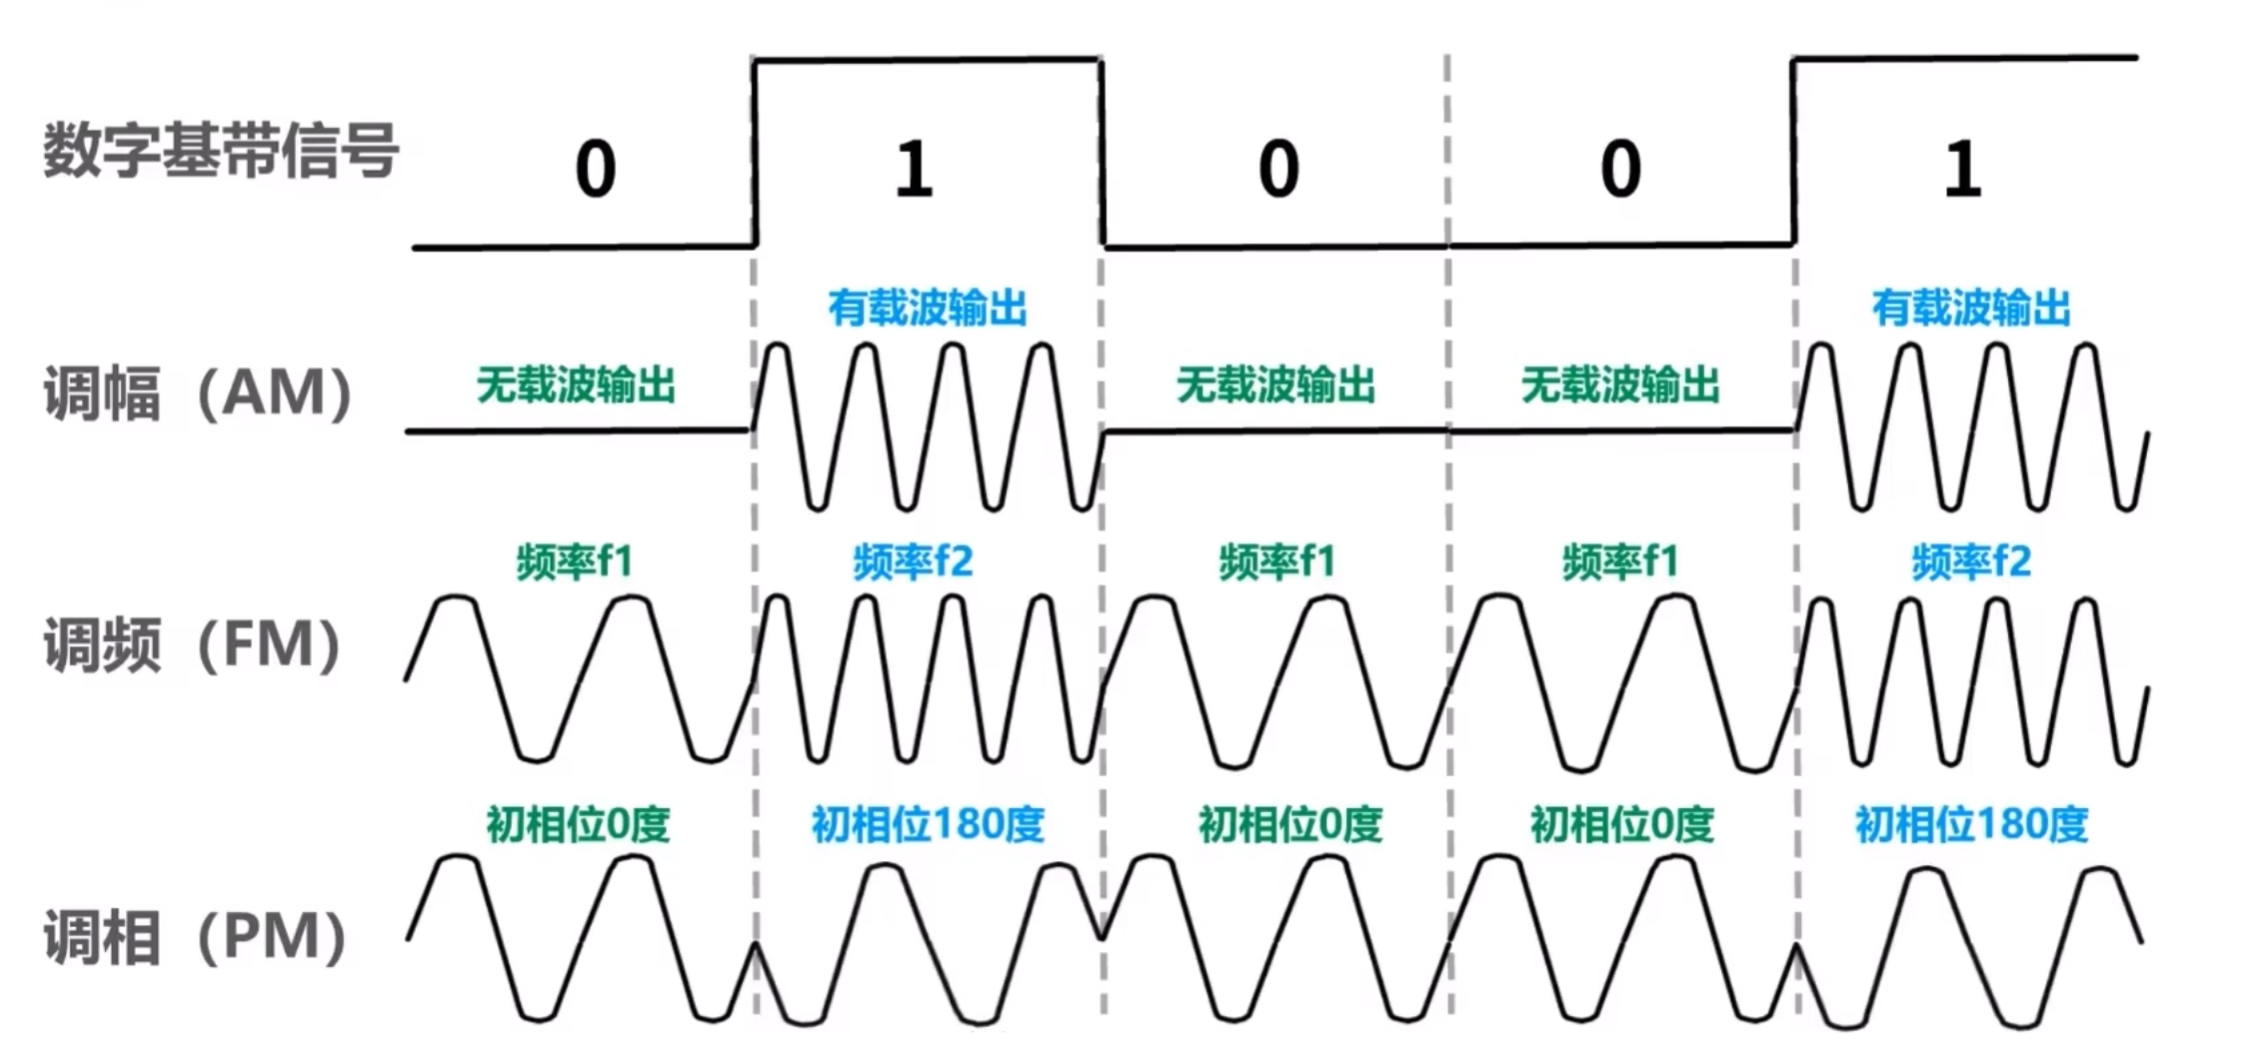 数字基带信号
0 1 0 0 1
有载波输出 有载波输出
调幅（AM） 无载波输出 无载波输出 无载波输出
频率f1 频率f2 频率f1 频率f1 频率f2
调频（FM）
初相位0度 初相位180度 初相位0度 初相位0度 初相位180度
调相（PM）